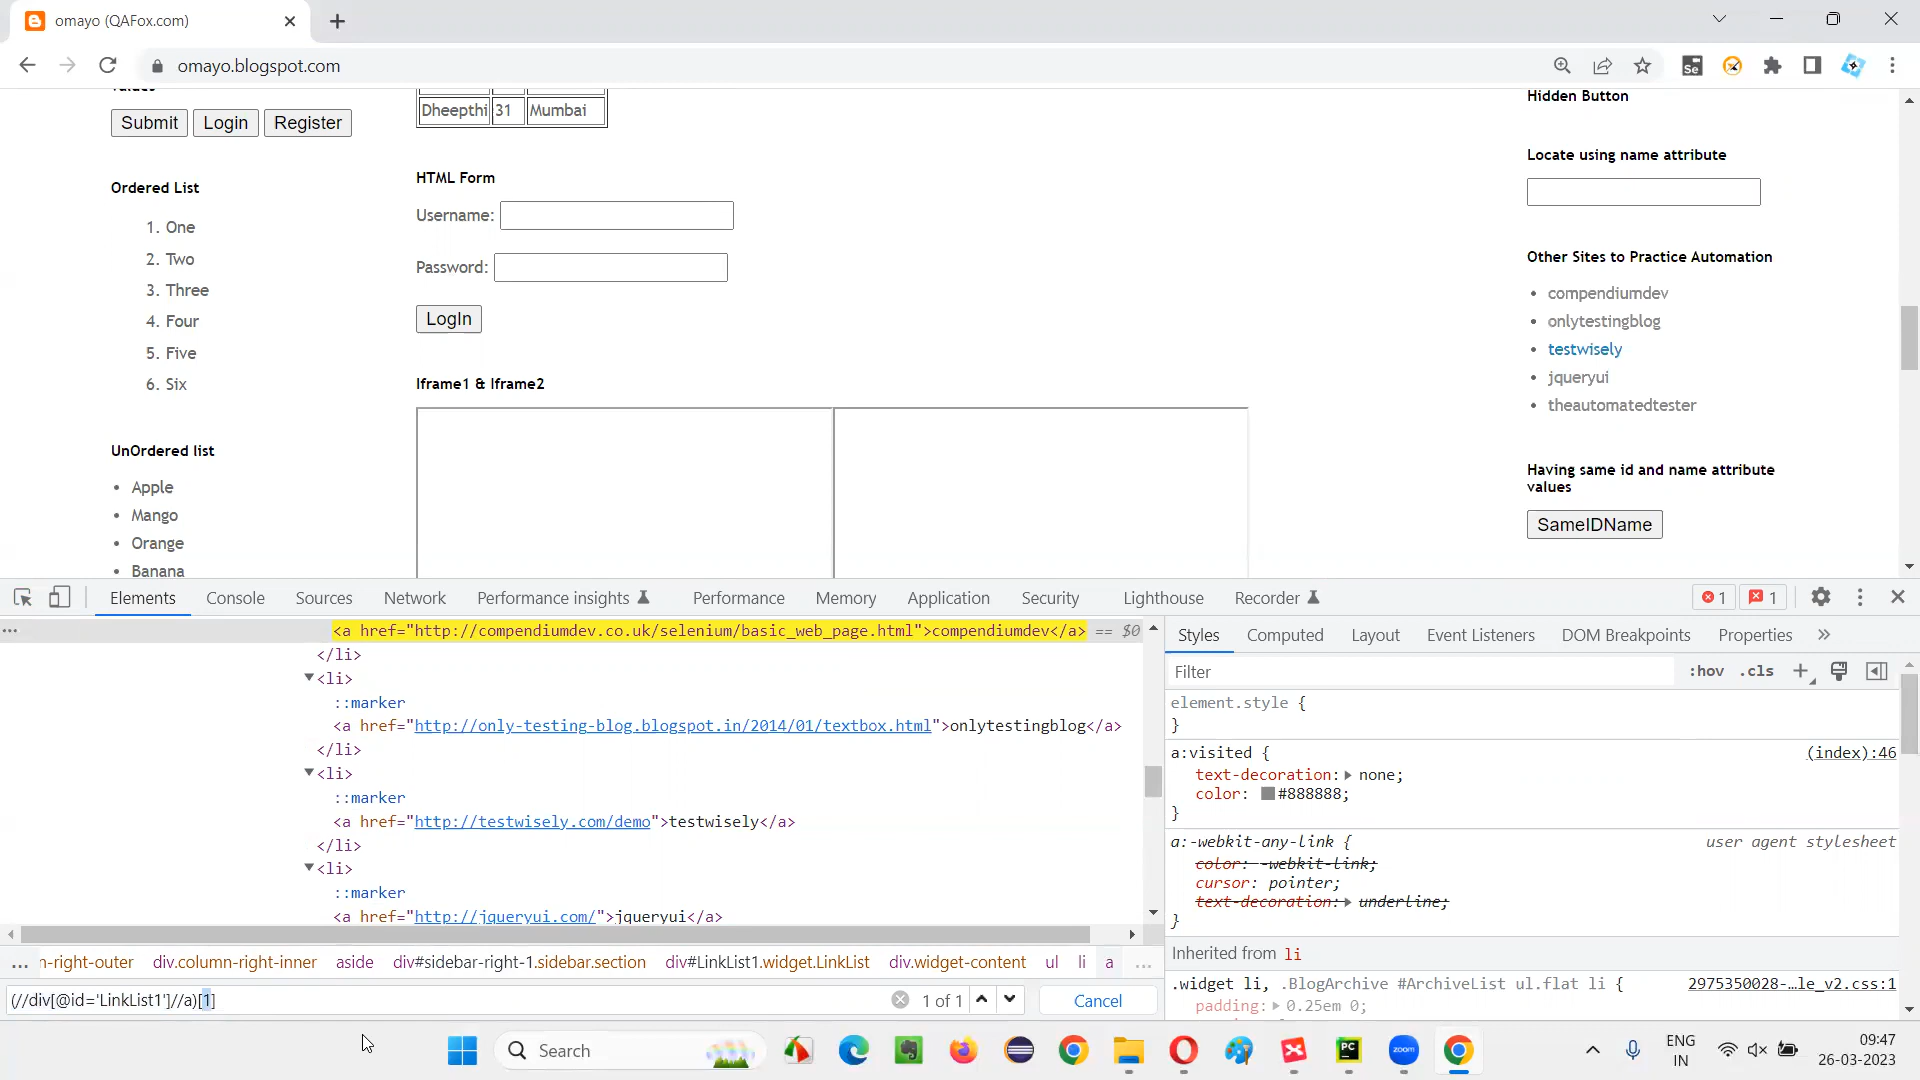 omayo (QAFox.com)
omayo.blogspot.com
values
Submit Login Register
Ordered List
1. One
2. Two
3. Three
4. Four
5. Five
6. Six
UnOrdered list
Apple
Mango
Orange
Banana
Dheepthi 31 Mumbai
HTML Form
Username:
Password:
LogIn
Iframe1 & Iframe2
Hidden Button
Locate using name attribute
Other Sites to Practice Automation
compendiumdev
onlytestingblog
testwisely
jqueryui
theautomatedtester
Having same id and name attribute
values
SameIDName
Elements Console Sources Network Performance insights Performance Memory Application Security Lighthouse Recorder 1 1
<a href="http://compendiumdev.co.uk/selenium/basic_web_page.html">compendiumdev</a> == $0
</li>
<li>
::marker
<a href="http://only-testing-blog.blogspot.in/2014/01/textbox.html">onlytestingblog</a>
</li>
<li>
::marker
<a href="http://testwisely.com/demo">testwisely</a>
</li>
<li>
::marker
<a href="http://jqueryui.com/">jqueryui</a>
... n-right-outer div.column-right-inner aside div#sidebar-right-1.sidebar.section div#LinkList1.widget.LinkList div.widget-content ul li a ...
(//div[@id='LinkList1']//a)[1] 1 of 1 Cancel
Styles Computed Layout Event Listeners DOM Breakpoints Properties
Filter :hov .cls
element.style {
}
a:visited { (index):46
text-decoration: none;
color: #888888;
}
a:-webkit-any-link { user agent stylesheet
color: -webkit-link;
cursor: pointer;
text-decoration: underline;
}
Inherited from li
.widget li, .BlogArchive #ArchiveList ul.flat li { 2975350028-…le_v2.css:1
padding: 0.25em 0;
Search
ENG
IN
09:47
26-03-2023